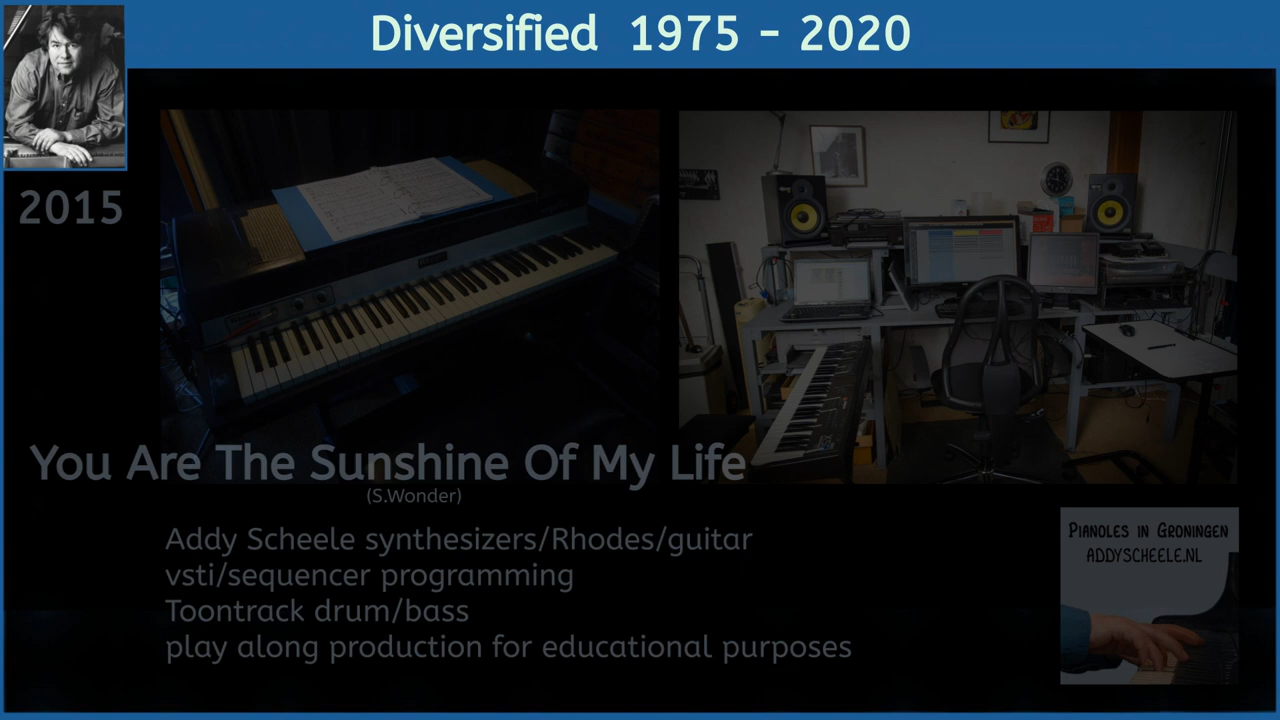 Diversified 1975 - 2020
2015
You Are The Sunshine Of My Life
(S.Wonder)
Addy Scheele synthesizers/Rhodes/guitar
vsti/sequencer programming
Toontrack drum/bass
play along production for educational purposes
Pianoles in Groningen
addyscheele.nl